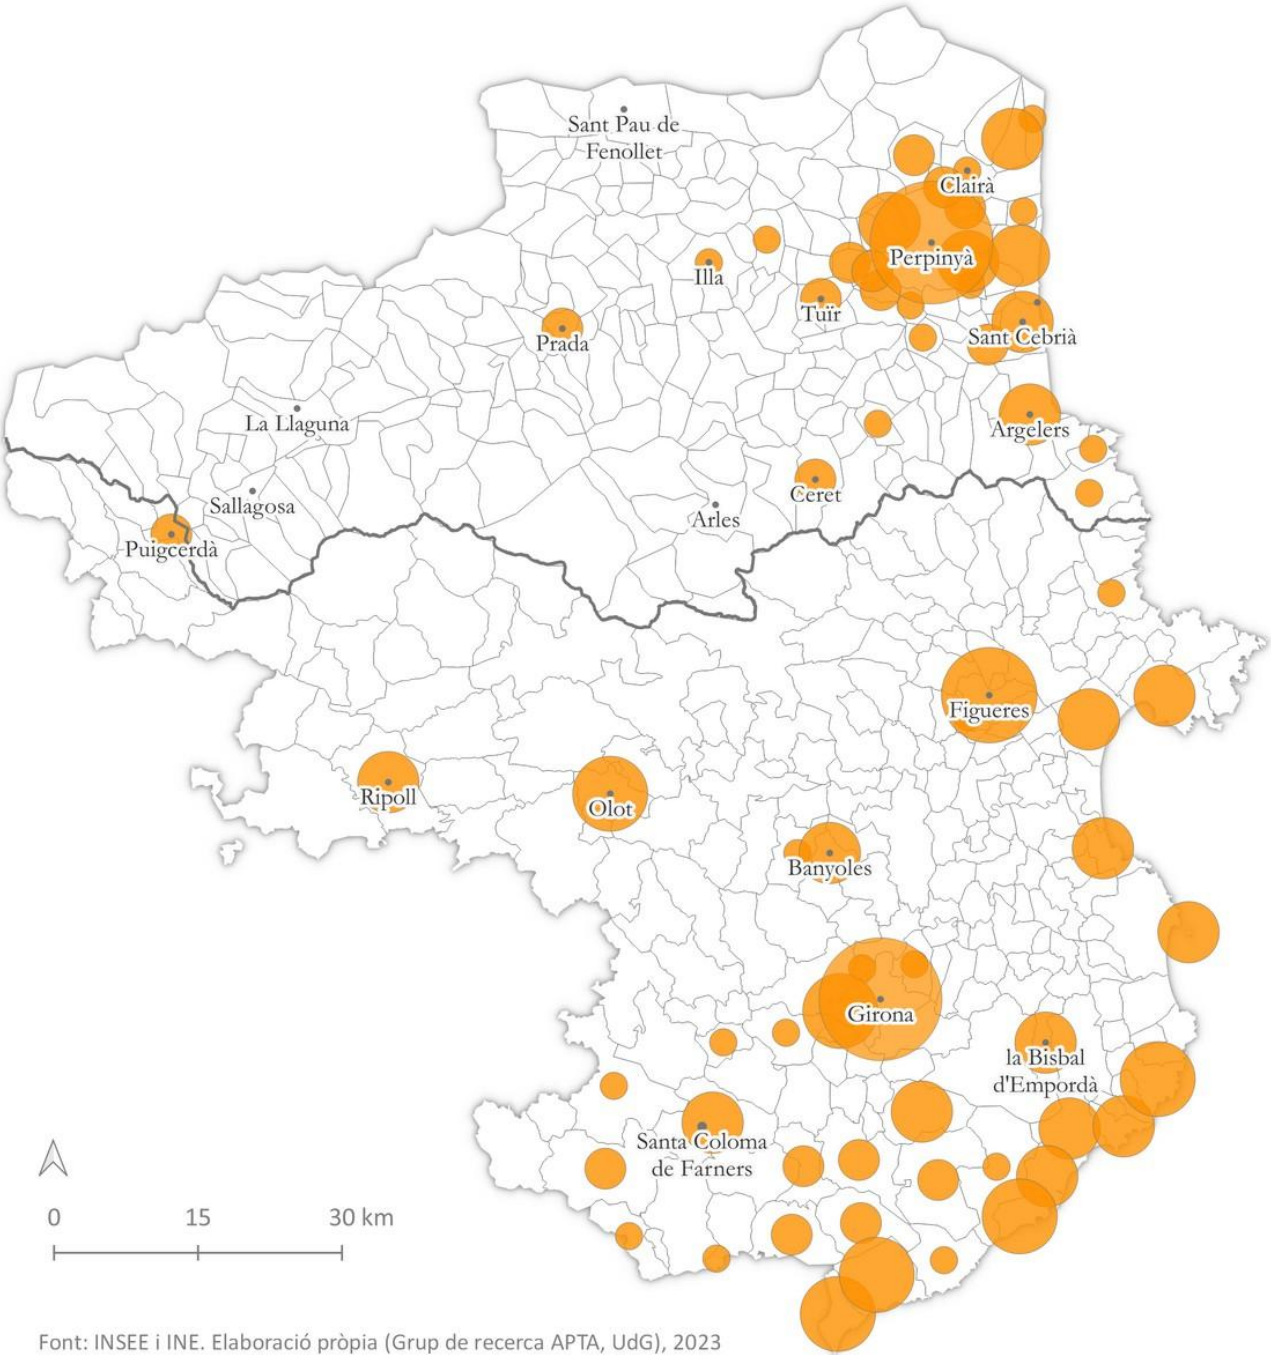 Sant Pau de
Fenollet
Clairà
Perpinyà
Illa
Tuïr
Sant Cebrià
Prada
La Llaguna
Argelers
Ceret
Sallagosa
Arles
Puigcerdà
Figueres
Ripoll
Olot
Banyoles
Girona
la Bisbal
d'Empordà
Santa Coloma
de Farners
0 15 30 km
Font: INSEE i INE. Elaboració pròpia (Grup de recerca APTA, UdG), 2023